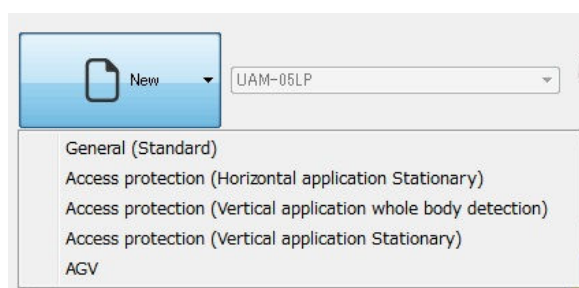 New UAM-05LP
General (Standard)
Access protection (Horizontal application Stationary)
Access protection (Vertical application whole body detection)
Access protection (Vertical application Stationary)
AGV